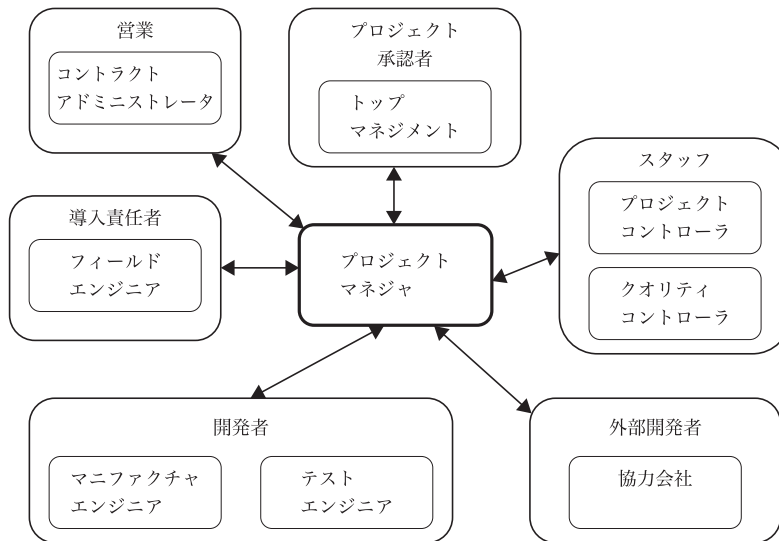 営業
コントラクト
アドミニストレータ
プロジェクト
承認者
トップ
マネジメント
スタッフ
プロジェクト
コントローラ
クオリティ
コントローラ
導入責任者
フィールド
エンジニア
プロジェクト
マネジャ
開発者
マニファクチャ
エンジニア
テスト
エンジニア
外部開発者
協力会社